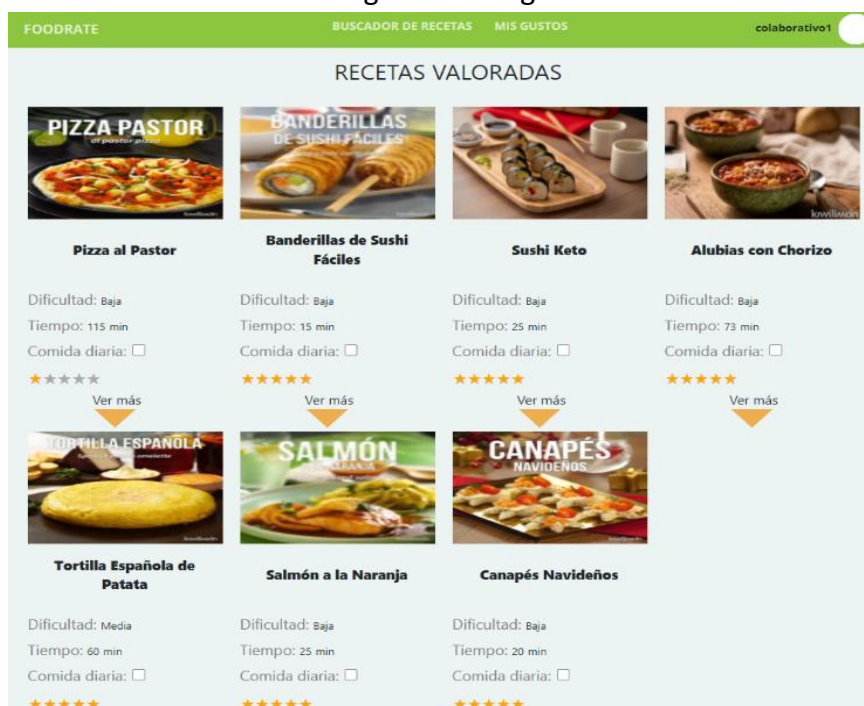 FOODRATE BUSCADOR DE RECETAS MIS GUSTOS colaborativo1
RECETAS VALORADAS
PIZZA PASTOR
al pastor pizza
BANDERILLAS
DE SUSHI FÁCILES
kiwilimón
Pizza al Pastor
Banderillas de Sushi
Fáciles
Sushi Keto
Alubias con Chorizo
Dificultad: Baja Dificultad: Baja Dificultad: Baja Dificultad: Baja
Tiempo: 115 min Tiempo: 15 min Tiempo: 25 min Tiempo: 73 min
Comida diaria: Comida diaria: Comida diaria: Comida diaria:
Ver más Ver más Ver más Ver más
TORTILLA ESPAÑOLA
SALMÓN
NARANJA
CANAPÉS
NAVIDEÑOS
Tortilla Española de
Patata
Salmón a la Naranja
Canapés Navideños
Dificultad: Media Dificultad: Baja Dificultad: Baja
Tiempo: 60 min Tiempo: 25 min Tiempo: 20 min
Comida diaria: Comida diaria: Comida diaria: